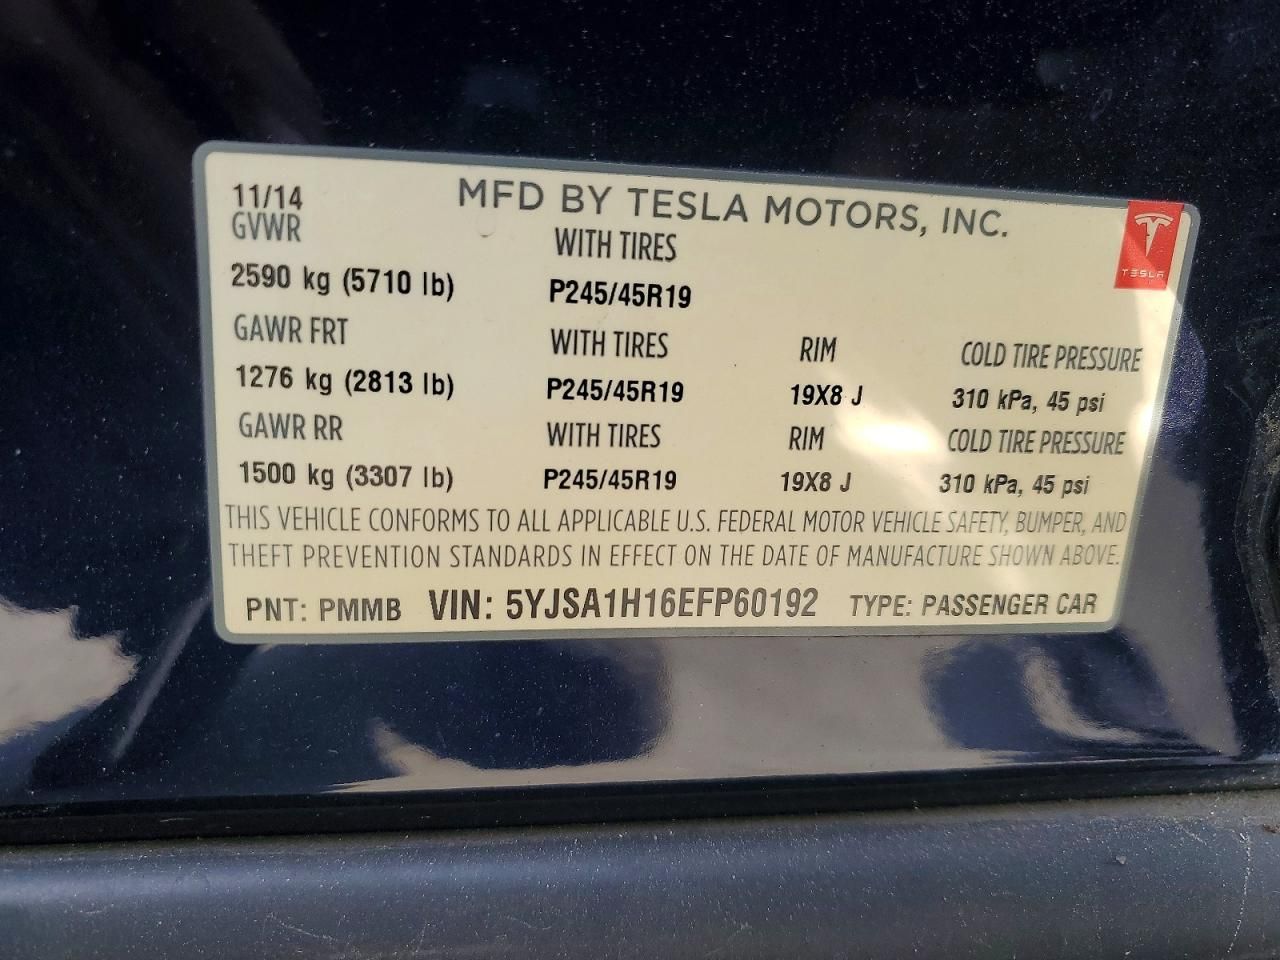 11/14 MFD BY TESLA MOTORS, INC.
TESLA
GVWR WITH TIRES
2590 kg (5710 lb) P245/45R19
GAWR FRT WITH TIRES RIM COLD TIRE PRESSURE
1276 kg (2813 lb) P245/45R19 19X8 J 310 kPa, 45 psi
GAWR RR WITH TIRES RIM COLD TIRE PRESSURE
1500 kg (3307 lb) P245/45R19 19X8 J 310 kPa, 45 psi
THIS VEHICLE CONFORMS TO ALL APPLICABLE U.S. FEDERAL MOTOR VEHICLE SAFETY, BUMPER, AND
THEFT PREVENTION STANDARDS IN EFFECT ON THE DATE OF MANUFACTURE SHOWN ABOVE.
PNT: PMMB VIN: 5YJSA1H16EFP60192 TYPE: PASSENGER CAR